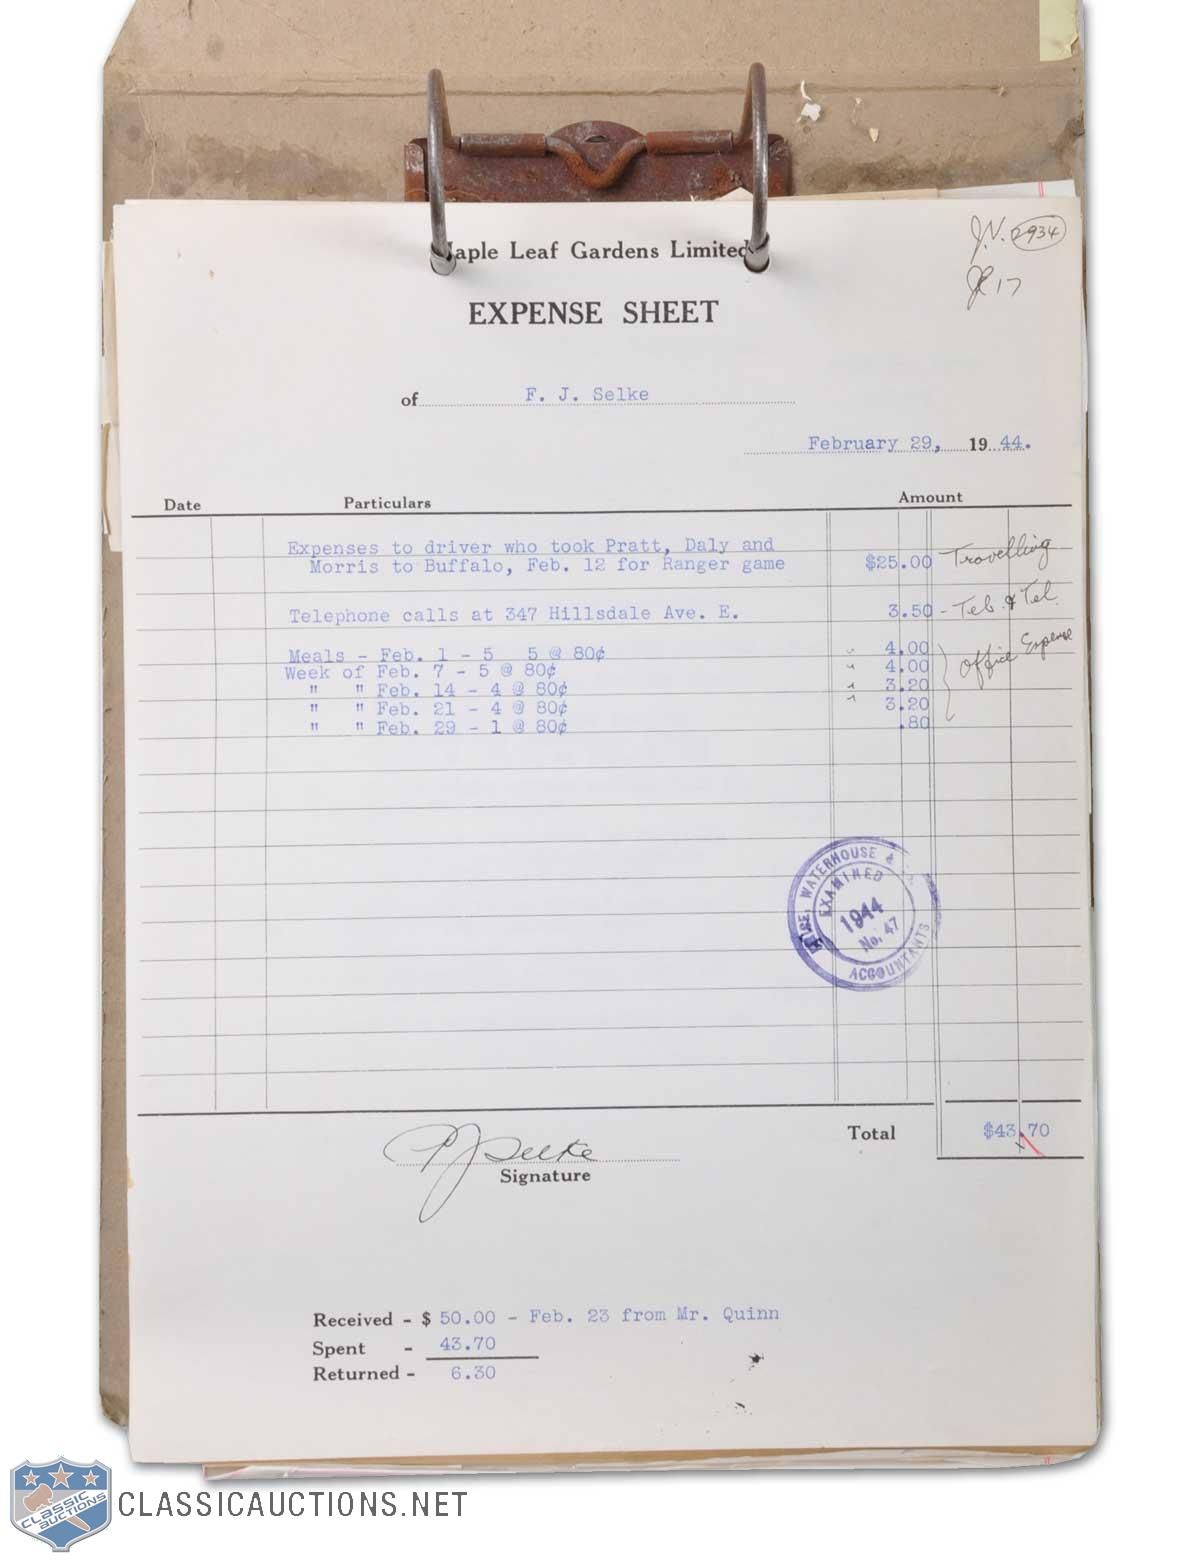 J.V. 2934
17
aple Leaf Gardens Limited
EXPENSE SHEET
of F. J. Selke
February 29, 19 44.
Date Particulars Amount
Expenses to driver who took Pratt, Daly and
Morris to Buffalo, Feb. 12 for Ranger game $25.00 - Travelling
Telephone calls at 347 Hillsdale Ave. E. 3.50 - Tel. & Tel.
Meals - Feb. 1 - 5 5 @ 80¢ 4.00
Week of Feb. 7 - 5 @ 80¢ 4.00 Office Expense
" " Feb. 14 - 4 @ 80¢ 3.20
" " Feb. 21 - 4 @ 80¢ 3.20
" " Feb. 29 - 1 @ 80¢ .80
WATERHOUSE &
EXAMINED
1944
No. 47
ACCOUNTANTS
Total $43.70
F J Selke
Signature
Received - $ 50.00 - Feb. 23 from Mr. Quinn
Spent - 43.70
Returned - 6.30
CLASSIC
AUCTIONS
CLASSICAUCTIONS.NET